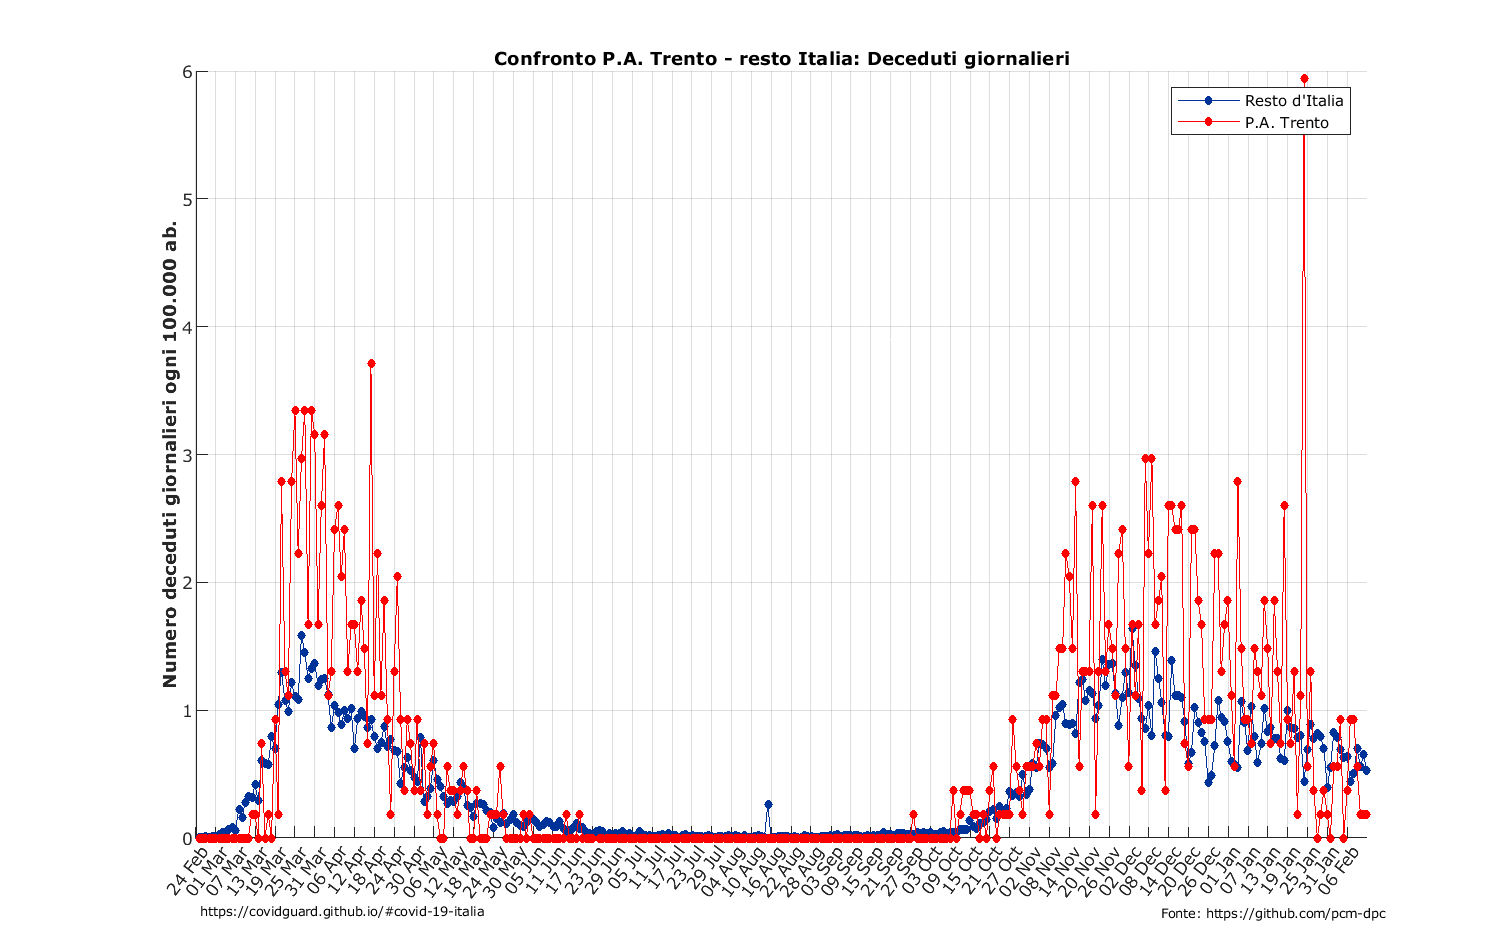 Confronto P.A. Trento - resto Italia: Deceduti giornalieri
Resto d'Italia
P.A. Trento
Numero deceduti giornalieri ogni 100.000 ab.
6
5
4
3
2
1
0
24 Feb
01 Mar
07 Mar
13 Mar
19 Mar
25 Mar
31 Mar
06 Apr
12 Apr
18 Apr
24 Apr
30 Apr
06 May
12 May
18 May
24 May
30 May
05 Jun
11 Jun
17 Jun
23 Jun
29 Jun
05 Jul
11 Jul
17 Jul
23 Jul
29 Jul
04 Aug
10 Aug
16 Aug
22 Aug
28 Aug
03 Sep
09 Sep
15 Sep
21 Sep
27 Sep
03 Oct
09 Oct
15 Oct
21 Oct
27 Oct
02 Nov
08 Nov
14 Nov
20 Nov
26 Nov
02 Dec
08 Dec
14 Dec
20 Dec
26 Dec
01 Jan
07 Jan
13 Jan
19 Jan
25 Jan
31 Jan
06 Feb
https://covidguard.github.io/#covid-19-italia
Fonte: https://github.com/pcm-dpc